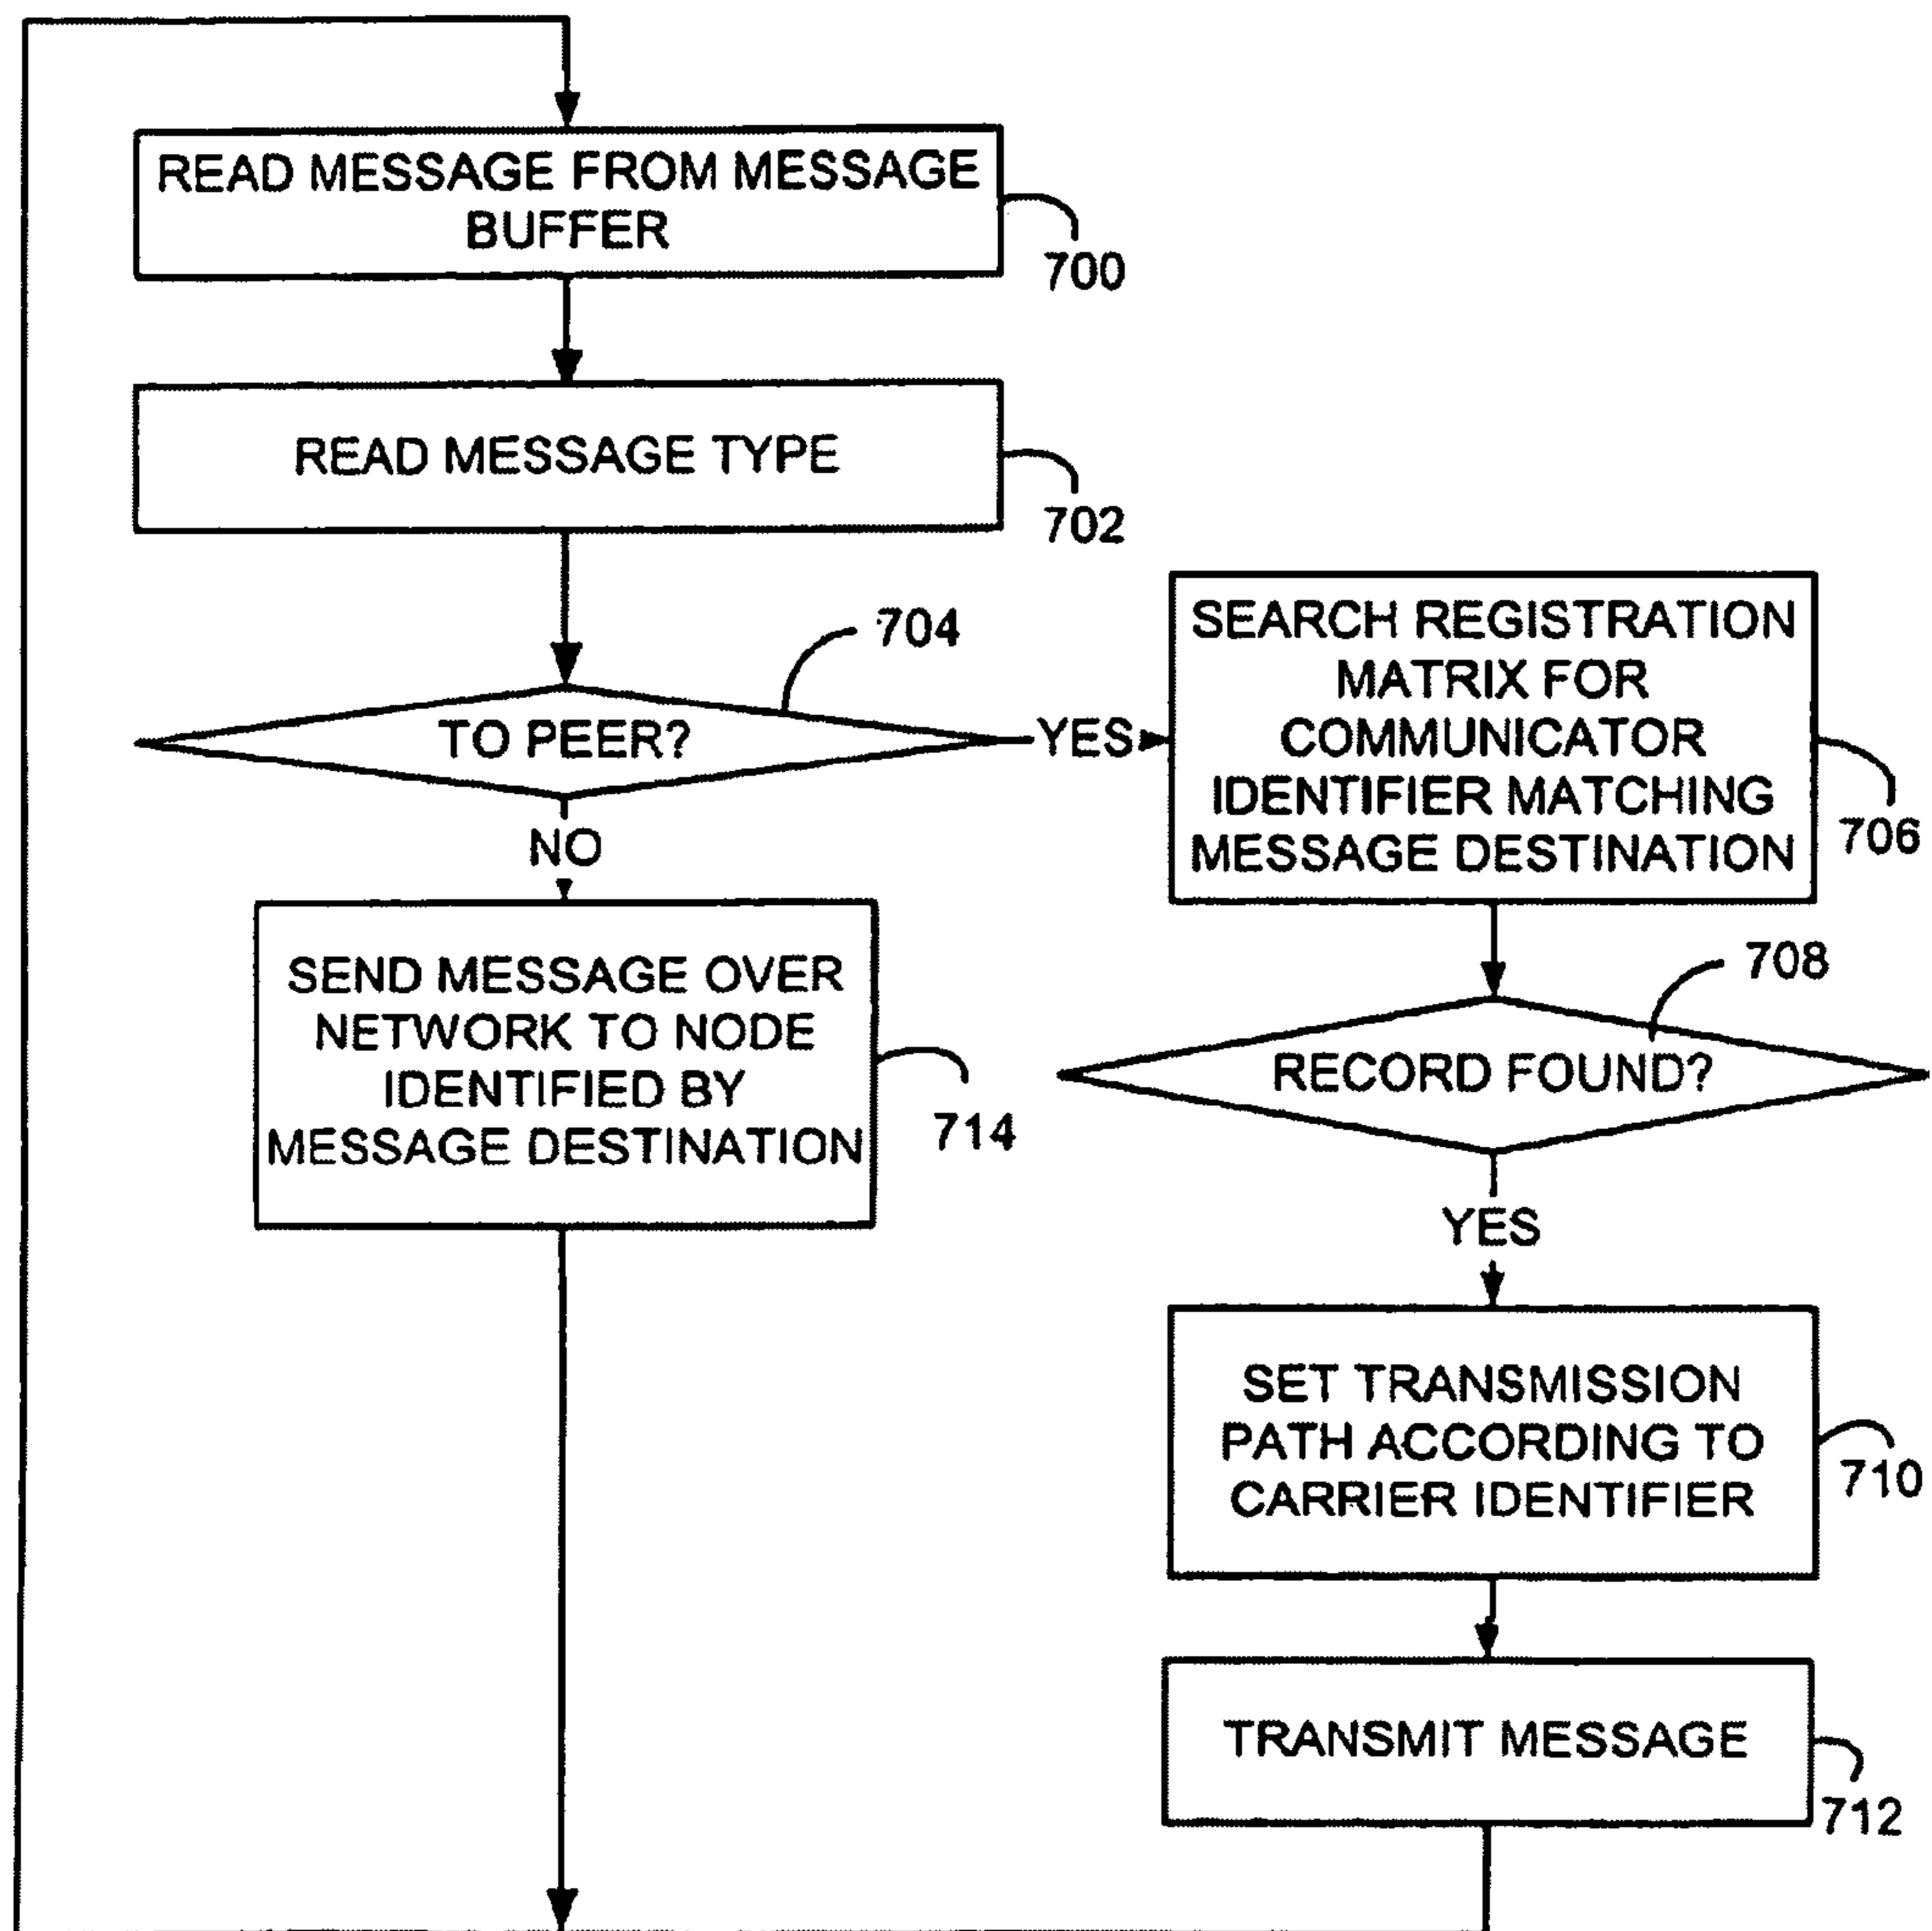 READ MESSAGE FROM MESSAGE
BUFFER
700
READ MESSAGE TYPE
702
704
TO PEER?
YES
NO
SEARCH REGISTRATION
MATRIX FOR
COMMUNICATOR
IDENTIFIER MATCHING
MESSAGE DESTINATION
706
SEND MESSAGE OVER
NETWORK TO NODE
IDENTIFIED BY
MESSAGE DESTINATION
714
708
RECORD FOUND?
YES
SET TRANSMISSION
PATH ACCORDING TO
CARRIER IDENTIFIER
710
TRANSMIT MESSAGE
712